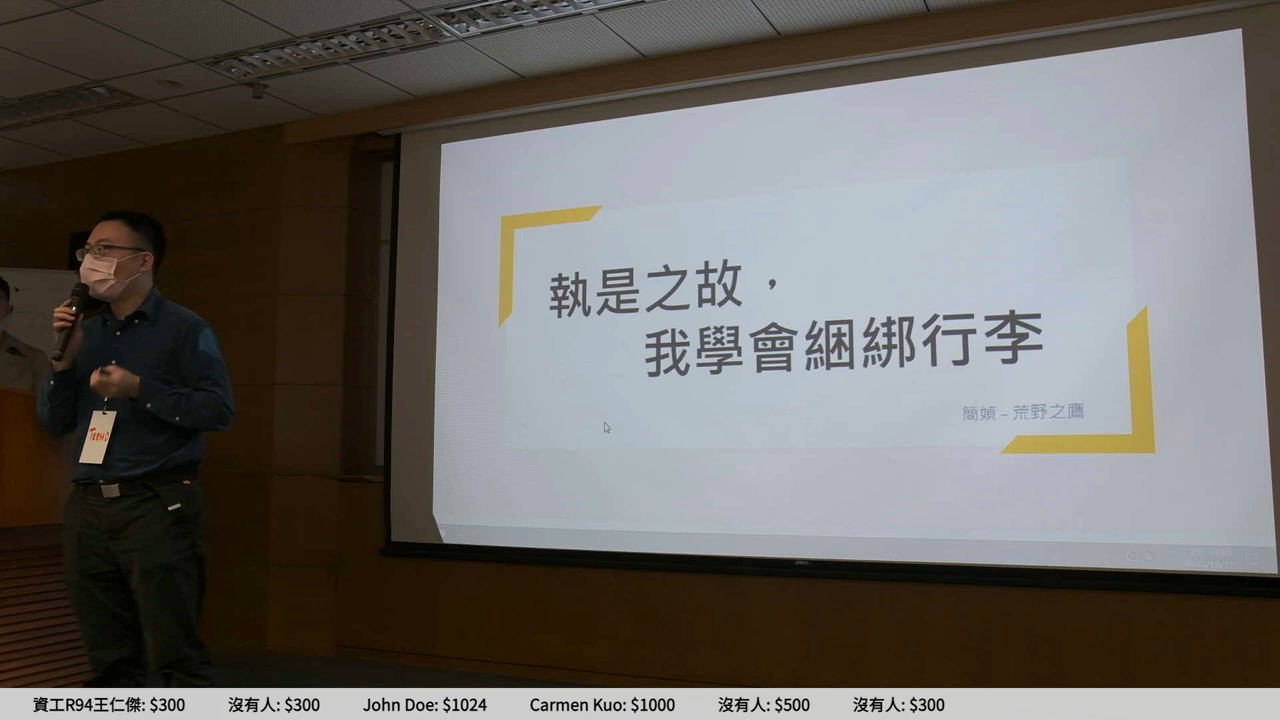 執是之故，
我學會綑綁行李
簡媜 – 荒野之鷹
資工R94王仁傑: $300 沒有人: $300 John Doe: $1024 Carmen Kuo: $1000 沒有人: $500 沒有人: $300